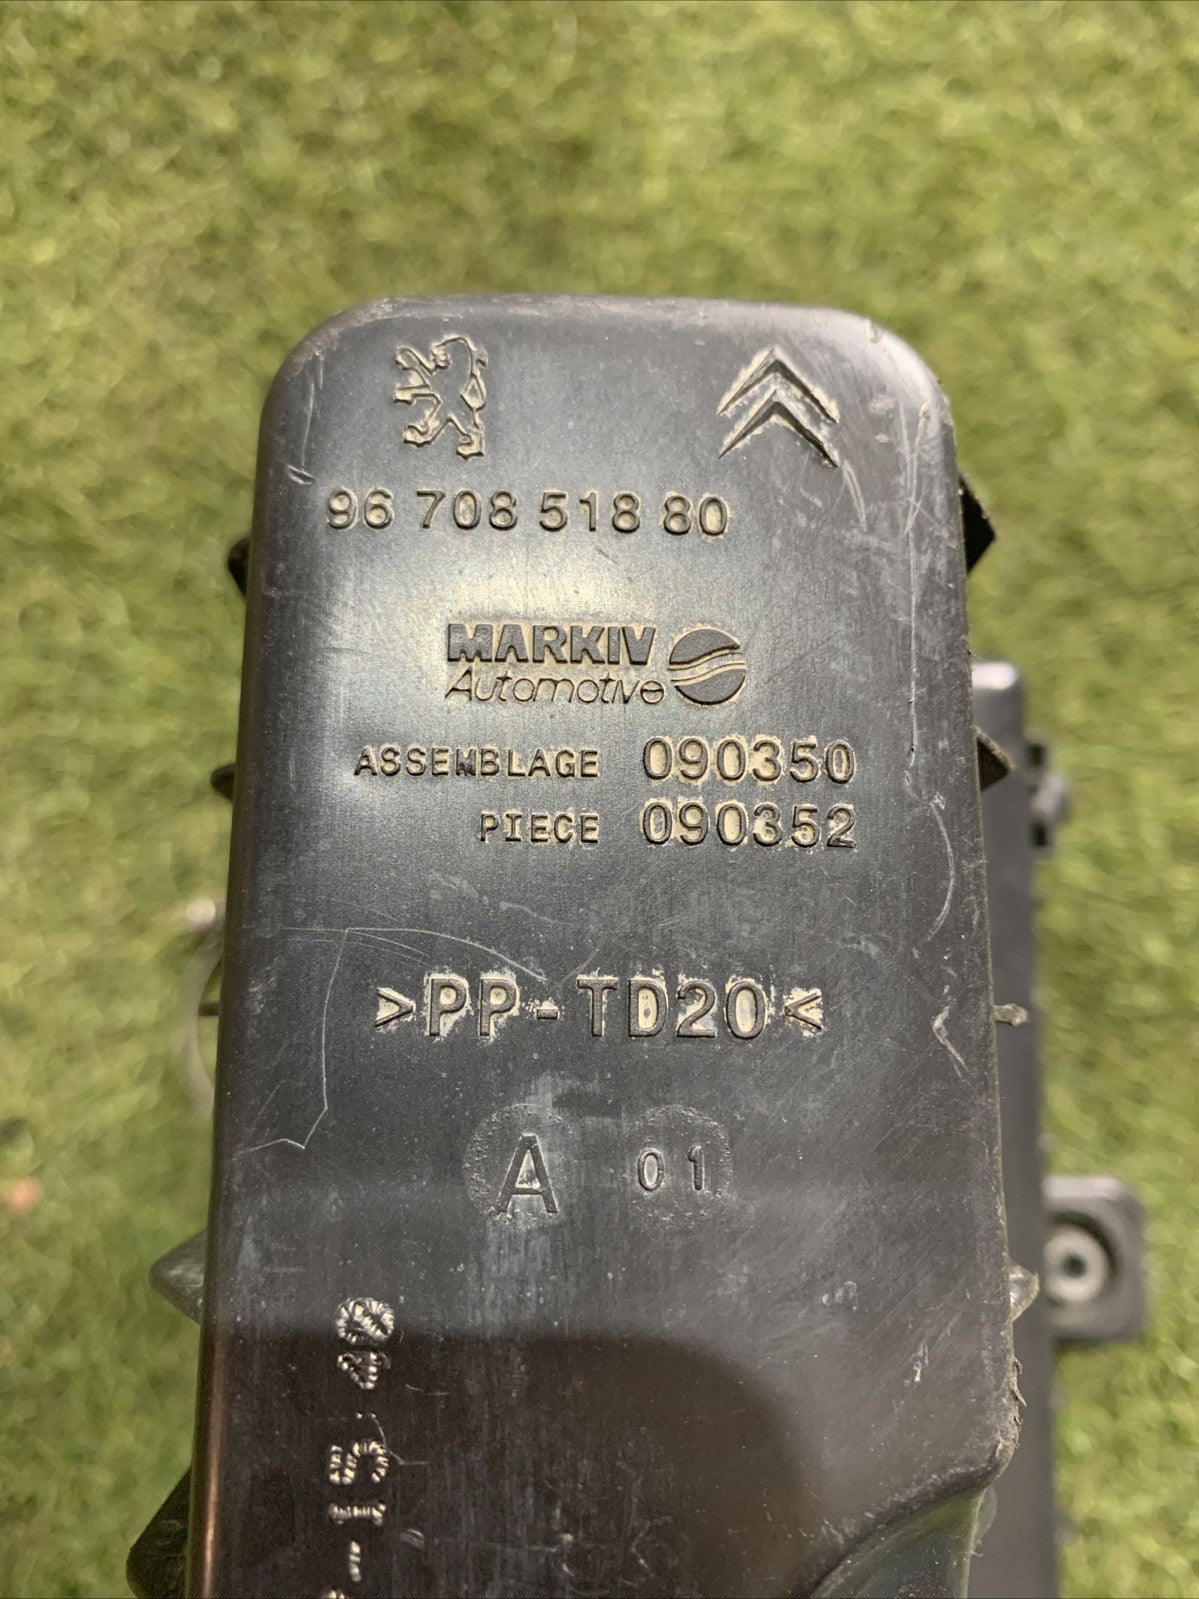 96 708 518 80
MARKIV
Automotive
ASSEMBLAGE 090350
PIECE 090352
>PP-TD20<
A 01